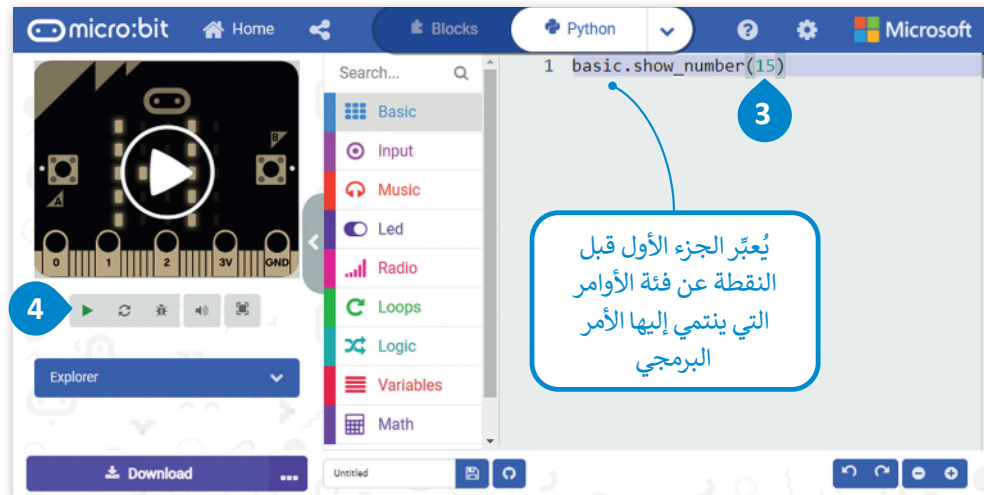 micro:bit Home Blocks Python Microsoft
Search...
Basic
Input
Music
Led
Radio
Loops
Logic
Variables
Math
1 basic.show_number(15)
3
يُعبِّر الجزء الأول قبل
النقطة عن فئة الأوامر
التي ينتمي إليها الأمر
البرمجي
B
A
0 1 2 3V GND
4
Explorer
Download
Untitled